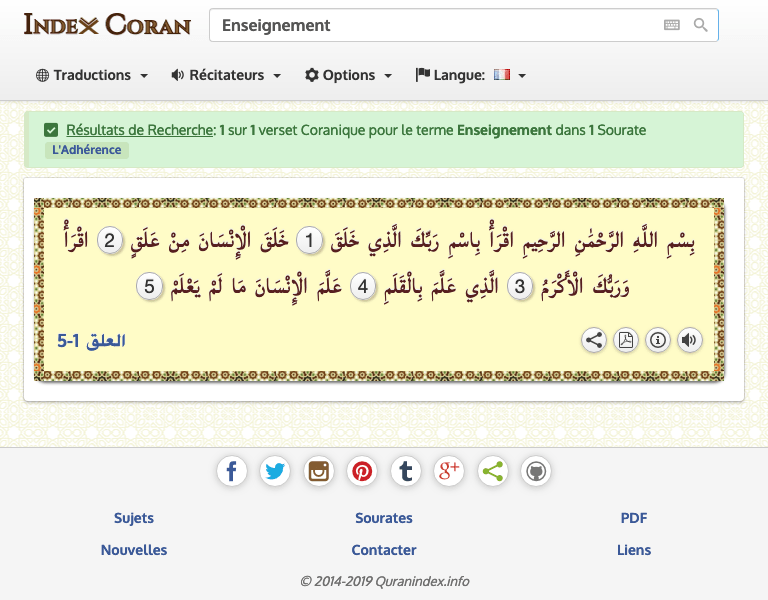 INDEX CORAN
Enseignement
Traductions
Récitateurs
Options
Langue:
Résultats de Recherche: 1 sur 1 verset Coranique pour le terme Enseignement dans 1 Sourate
L'Adhérence
بِسْمِ اللَّهِ الرَّحْمَٰنِ الرَّحِيمِ اقْرَأْ بِاسْمِ رَبِّكَ الَّذِي خَلَقَ 1 خَلَقَ الْإِنْسَانَ مِنْ عَلَقٍ 2 اقْرَأْ
وَرَبُّكَ الْأَكْرَمُ 3 الَّذِي عَلَّمَ بِالْقَلَمِ 4 عَلَّمَ الْإِنْسَانَ مَا لَمْ يَعْلَمْ 5
العلق 1-5
Sujets
Sourates
PDF
Nouvelles
Contacter
Liens
© 2014-2019 Quranindex.info